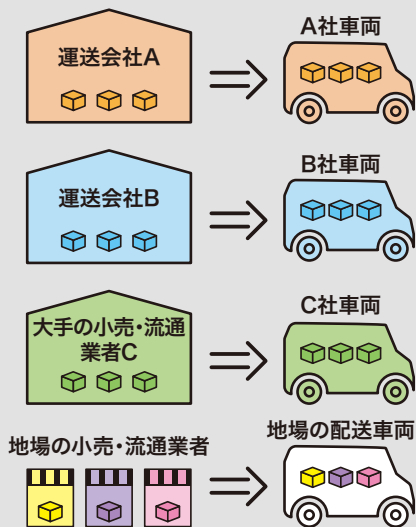 運送会社A
A社車両
運送会社B
B社車両
大手の小売・流通
業者C
C社車両
地場の小売・流通業者
地場の配送車両